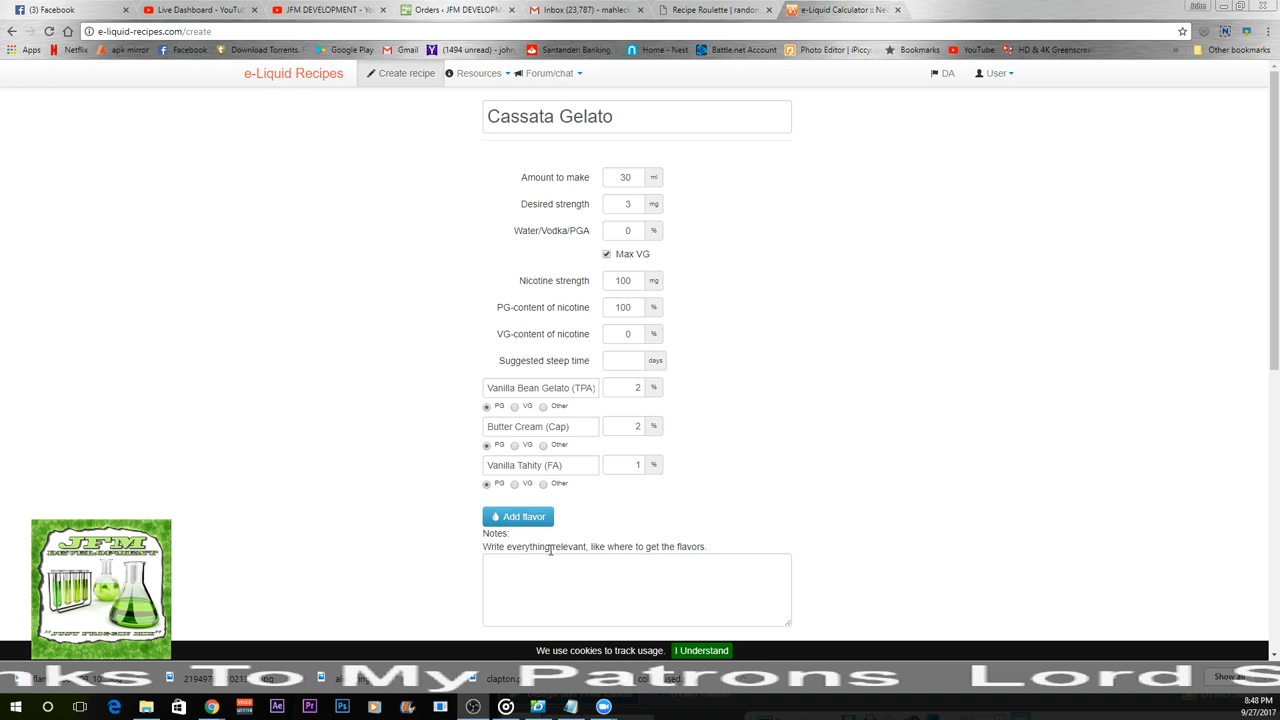 (3) Facebook
Live Dashboard - YouTu
JFM DEVELOPMENT - Yo
Orders ‹ JFM DEVELOPM
Inbox (23,787) - mahleck
Recipe Roulette | random
e-Liquid Calculator :: Ne
John
e-liquid-recipes.com/create
Apps
Netflix
apk mirror
Facebook
Download Torrents.
Google Play
Gmail
(1494 unread) - john_
Santander: Banking,
Home - Nest
Battle.net Account
Photo Editor | iPiccy
Bookmarks
YouTube
HD & 4K Greenscre
Other bookmarks
e-Liquid Recipes
Create recipe
Resources
Forum/chat
DA
User
Cassata Gelato
Amount to make 30 ml
Desired strength 3 mg
Water/Vodka/PGA 0 %
Max VG
Nicotine strength 100 mg
PG-content of nicotine 100 %
VG-content of nicotine 0 %
Suggested steep time days
Vanilla Bean Gelato (TPA) 2 %
PG VG Other
Butter Cream (Cap) 2 %
PG VG Other
Vanilla Tahity (FA) 1 %
PG VG Other
Add flavor
Notes:
Write everything relevant, like where to get the flavors.
JFM
DEVELOPMENT
We use cookies to track usage. I Understand
ks To My Patrons Lord S
Show all
8:48 PM
9/27/2017